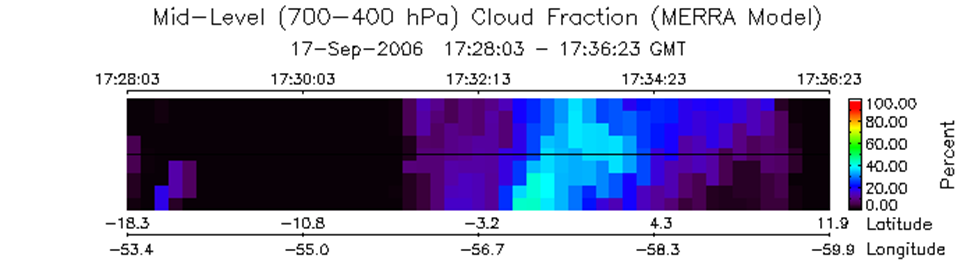 Mid-Level (700-400 hPa) Cloud Fraction (MERRA Model)
17-Sep-2006 17:28:03 - 17:36:23 GMT
17:28:03 17:30:03 17:32:13 17:34:23 17:36:23
100.00
80.00
60.00
40.00
20.00
0.00
Percent
-18.3 -10.8 -3.2 4.3 11.9 Latitude
-53.4 -55.0 -56.7 -58.3 -59.9 Longitude